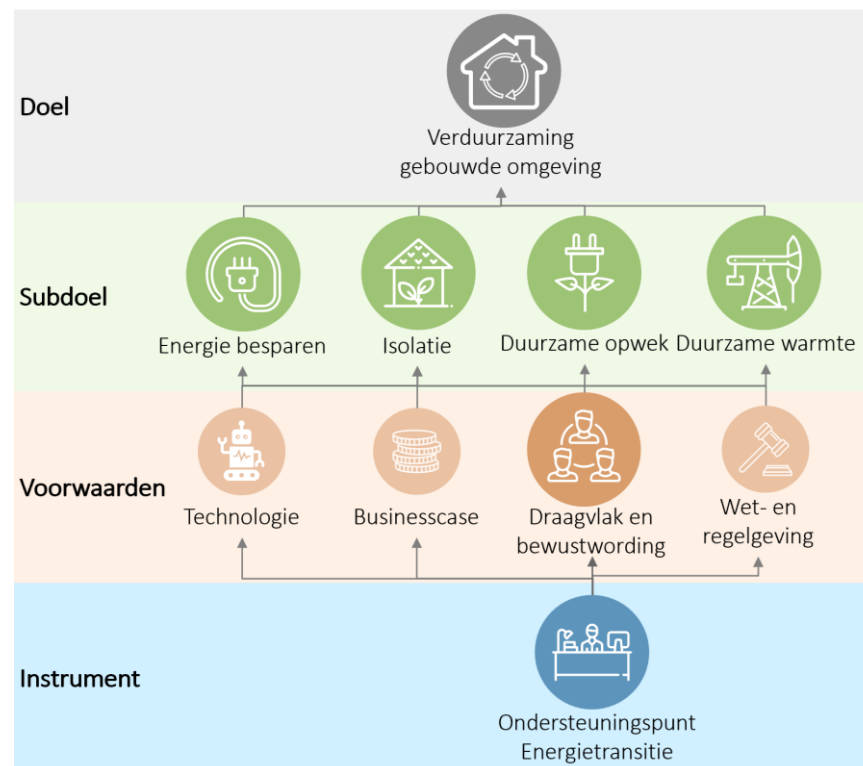 Doel
Verduurzaming
gebouwde omgeving
Subdoel
Energie besparen
Isolatie
Duurzame opwek
Duurzame warmte
Voorwaarden
Technologie
Businesscase
Draagvlak en
bewustwording
Wet- en
regelgeving
Instrument
Ondersteuningspunt
Energietransitie